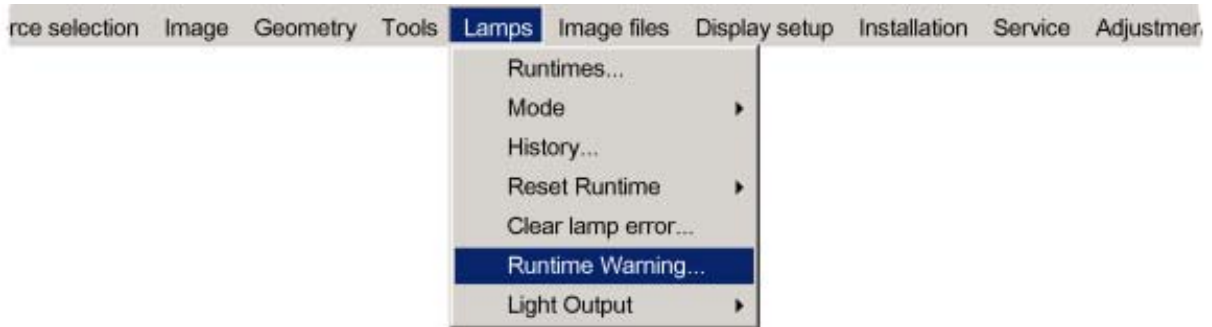 rce selection Image Geometry Tools Lamps Image files Display setup Installation Service Adjustmen
Runtimes...
Mode
History...
Reset Runtime
Clear lamp error...
Runtime Warning...
Light Output